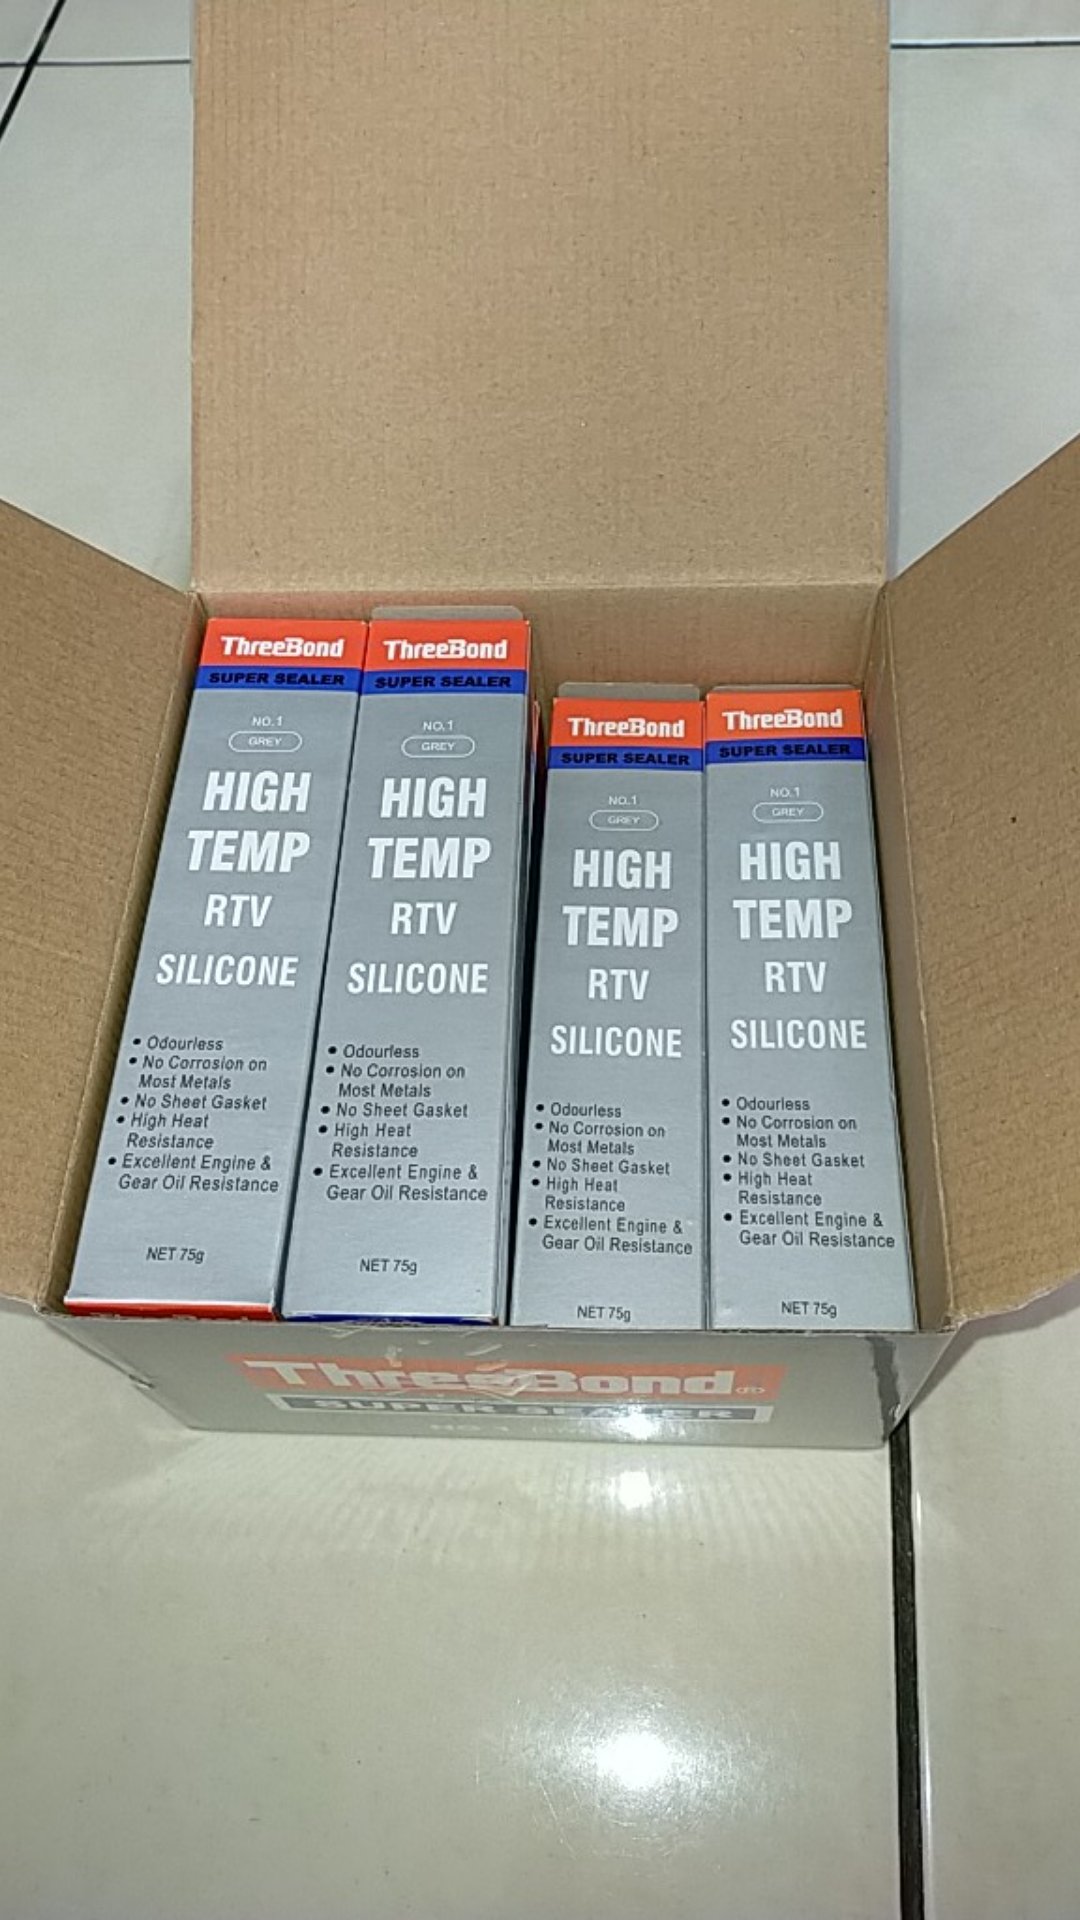 ThreeBond
SUPER SEALER
NO.1
GREY
HIGH
TEMP
RTV
SILICONE
• Odourless
• No Corrosion on
Most Metals
• No Sheet Gasket
• High Heat
Resistance
• Excellent Engine &
Gear Oil Resistance
NET 75g
ThreeBond
SUPER SEALER
NO.1
GREY
HIGH
TEMP
RTV
SILICONE
• Odourless
• No Corrosion on
Most Metals
• No Sheet Gasket
• High Heat
Resistance
• Excellent Engine &
Gear Oil Resistance
NET 75g
ThreeBond
SUPER SEALER
NO.1
GREY
HIGH
TEMP
RTV
SILICONE
• Odourless
• No Corrosion on
Most Metals
• No Sheet Gasket
• High Heat
Resistance
• Excellent Engine &
Gear Oil Resistance
NET 75g
ThreeBond
SUPER SEALER
NO.1
GREY
HIGH
TEMP
RTV
SILICONE
• Odourless
• No Corrosion on
Most Metals
• No Sheet Gasket
• High Heat
Resistance
• Excellent Engine &
Gear Oil Resistance
NET 75g
ThreeBond®
SUPER SEALER